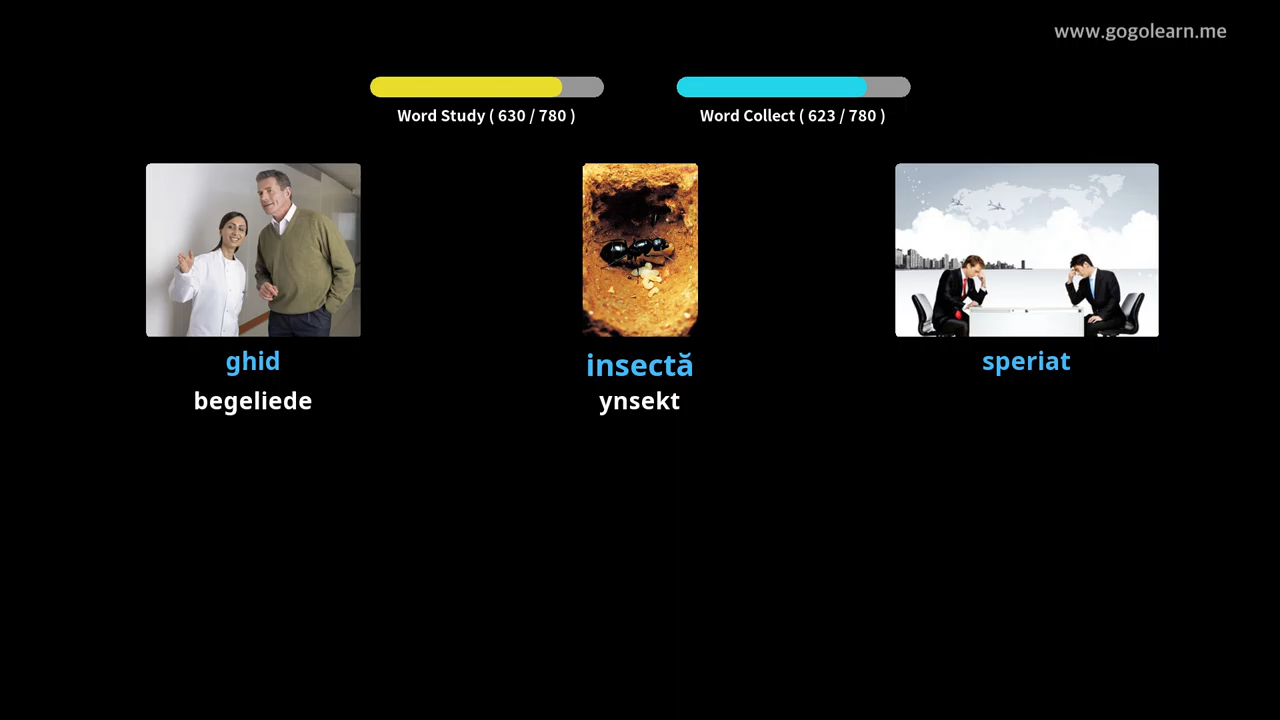 www.gogolearn.me
Word Study ( 630 / 780 )
Word Collect ( 623 / 780 )
ghid
begeliede
insectă
ynsekt
speriat